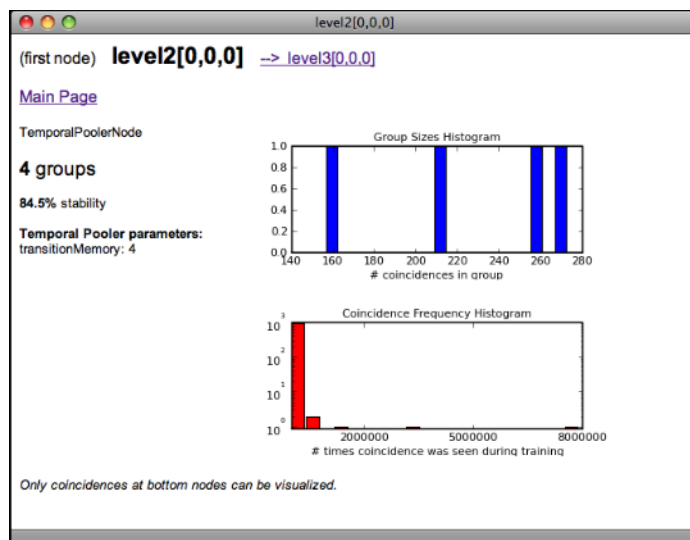 level2[0,0,0]
(first node) level2[0,0,0] --> level3[0,0,0]
Main Page
TemporalPoolerNode
4 groups
84.5% stability
Temporal Pooler parameters:
transitionMemory: 4
Group Sizes Histogram
1.0
0.8
0.6
0.4
0.2
0.0
140 160 180 200 220 240 260 280
# coincidences in group
Coincidence Frequency Histogram
10³
10²
10¹
10⁰
2000000 4000000 5000000 8000000
# times coincidence was seen during training
Only coincidences at bottom nodes can be visualized.